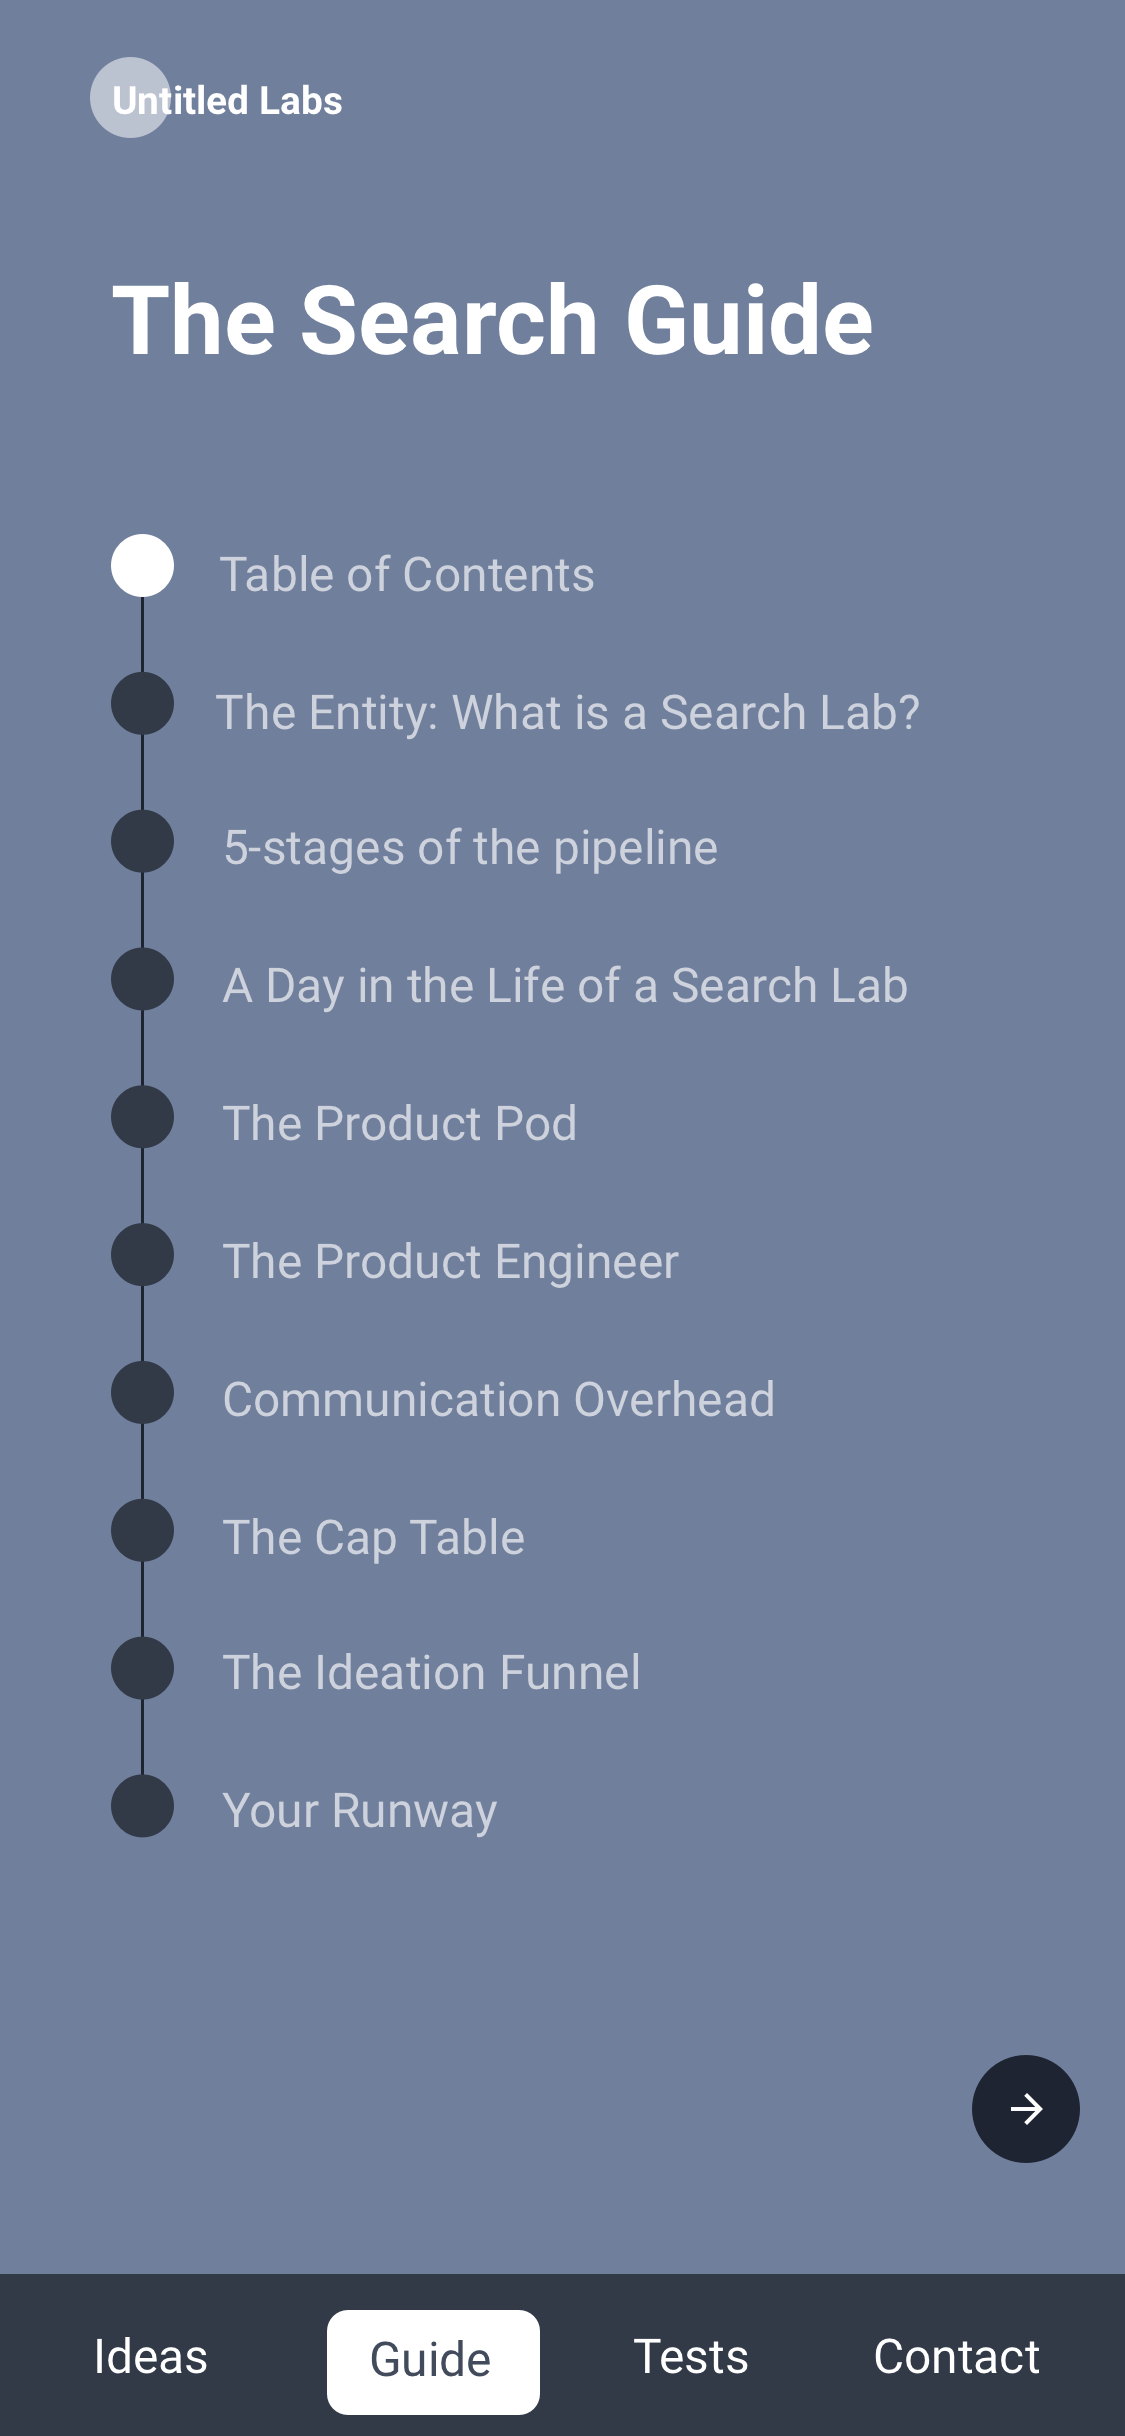 Untitled Labs
The Search Guide
Table of Contents
The Entity: What is a Search Lab?
5-stages of the pipeline
A Day in the Life of a Search Lab
The Product Pod
The Product Engineer
Communication Overhead
The Cap Table
The Ideation Funnel
Your Runway
Ideas Guide Tests Contact